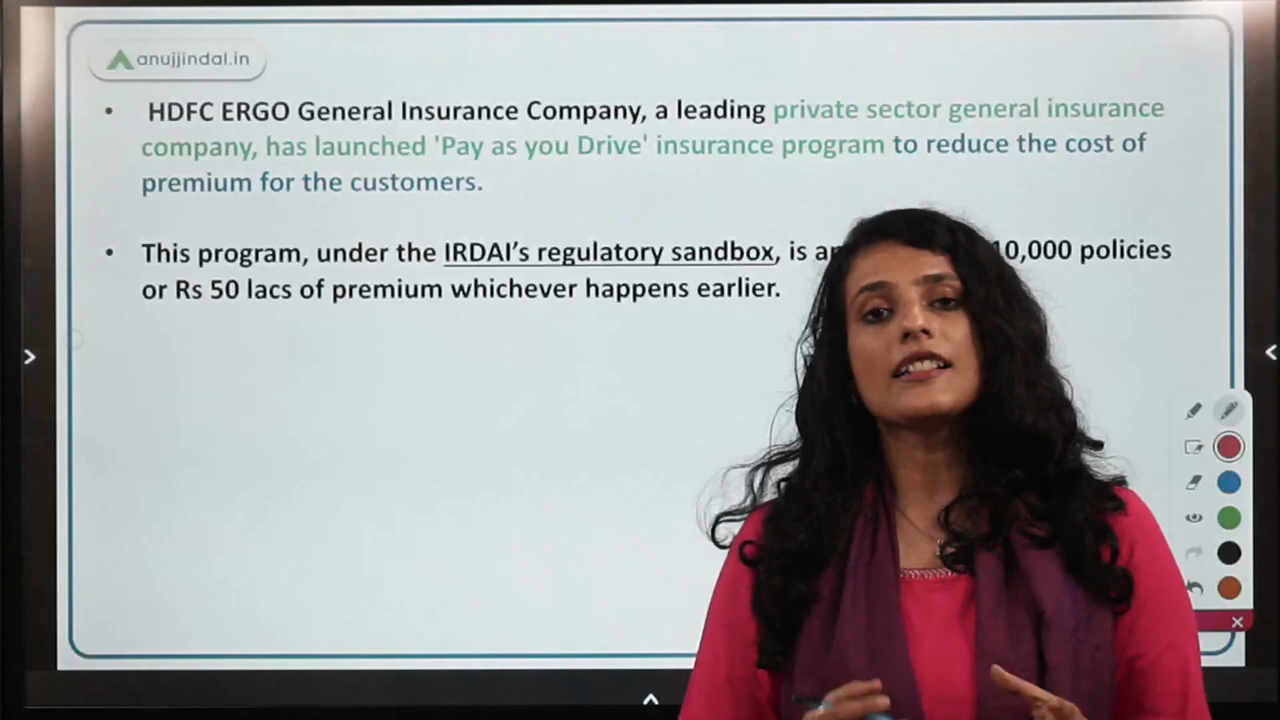 anujjindal.in
• HDFC ERGO General Insurance Company, a leading private sector general insurance
company, has launched 'Pay as you Drive' insurance program to reduce the cost of
premium for the customers.
• This program, under the IRDAI’s regulatory sandbox, is 0,000 policies
or Rs 50 lacs of premium whichever happens earlier.